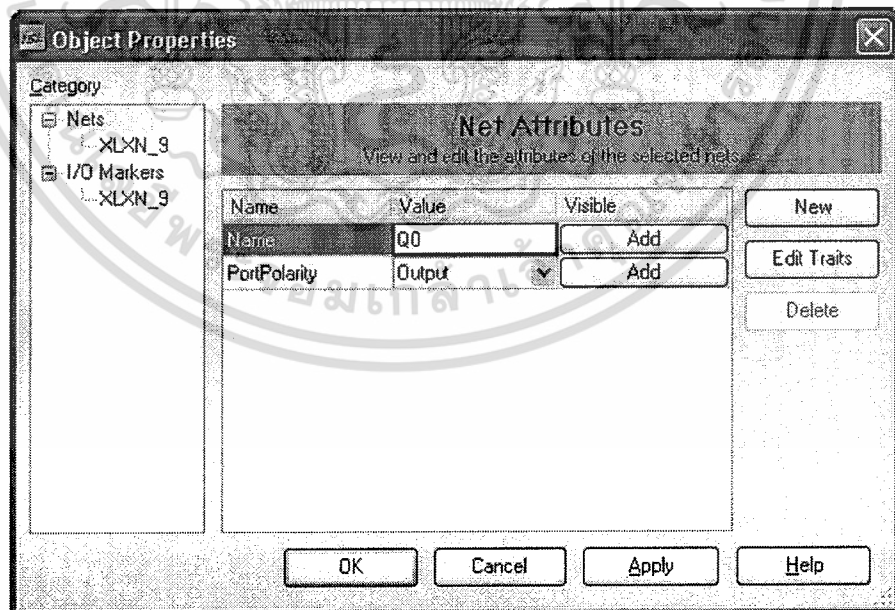 Object Properties
Category
Nets
XLXN_9
I/O Markers
XLXN_9
Net Attributes
View and edit the attributes of the selected nets
Name Value Visible
Name Q0 Add
PortPolarity Output Add
New
Edit Traits
Delete
OK Cancel Apply Help